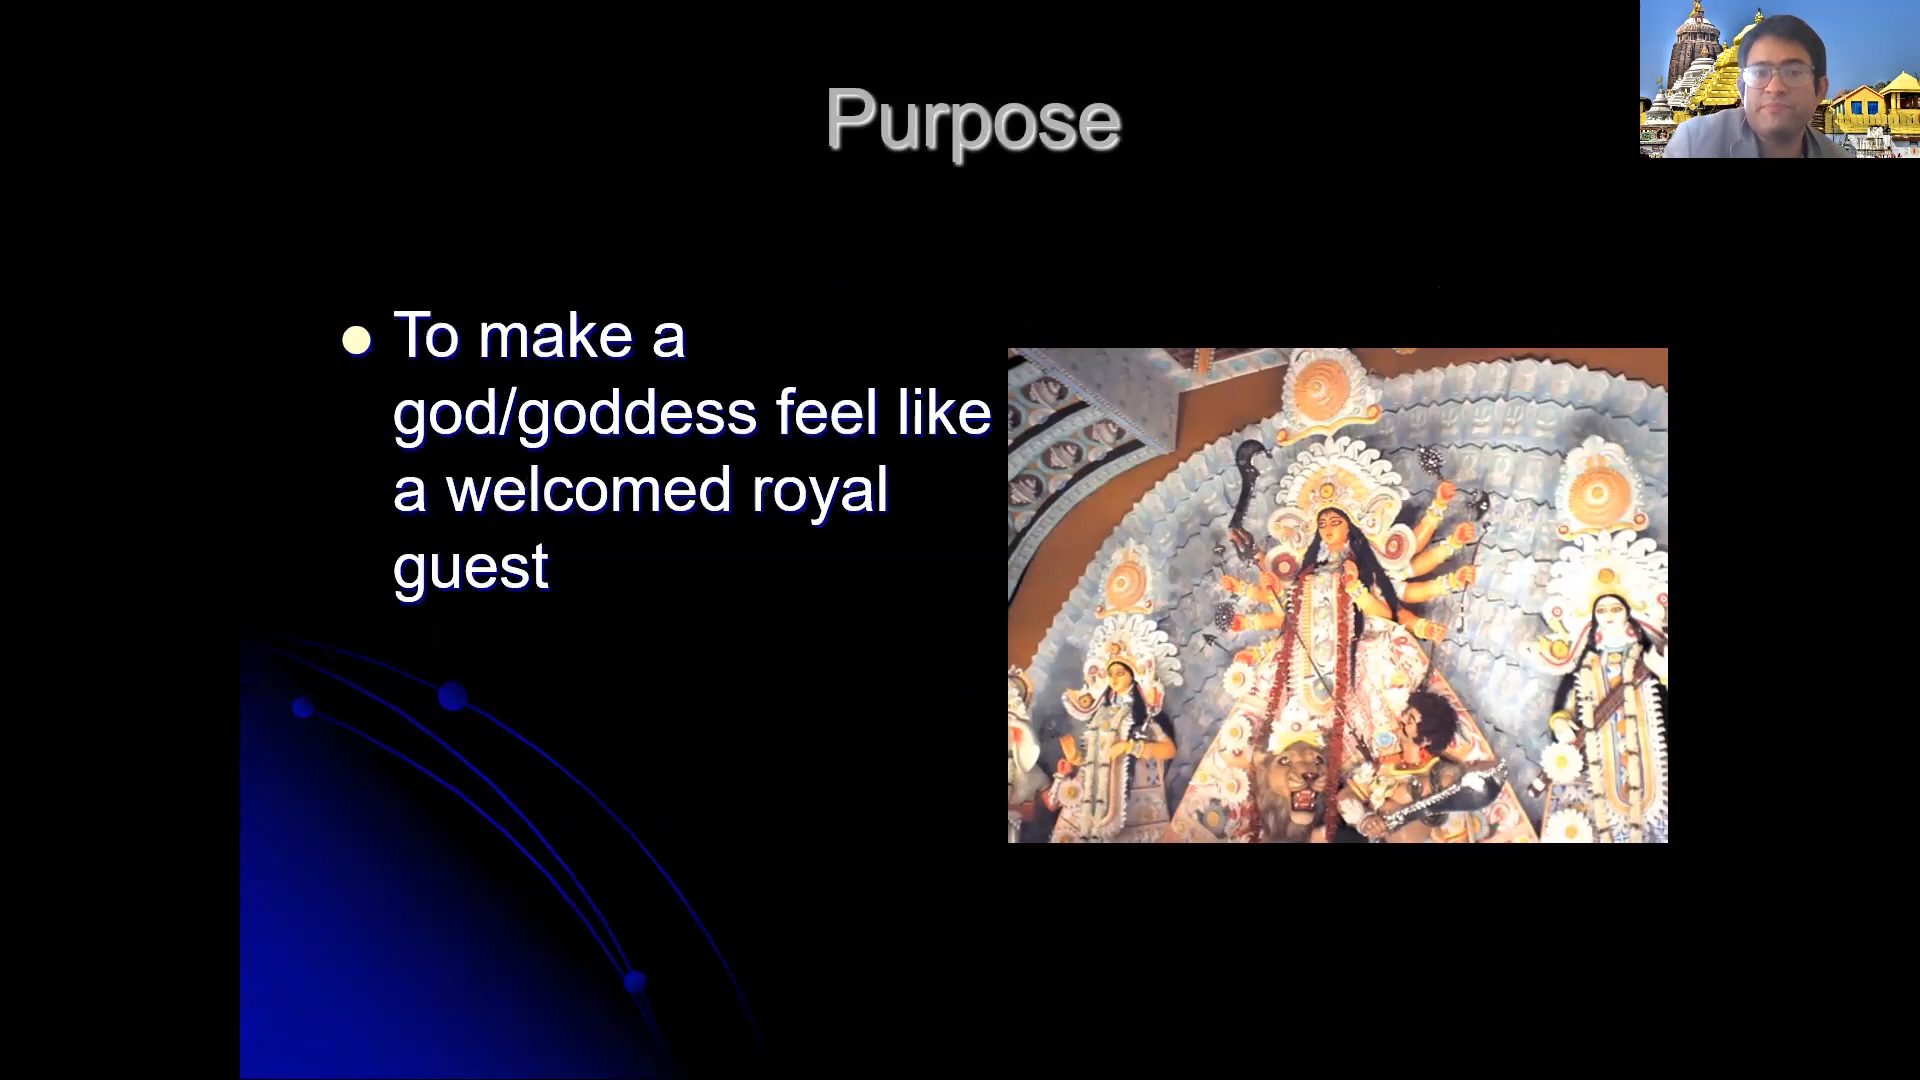 Purpose
To make a
god/goddess feel like
a welcomed royal
guest